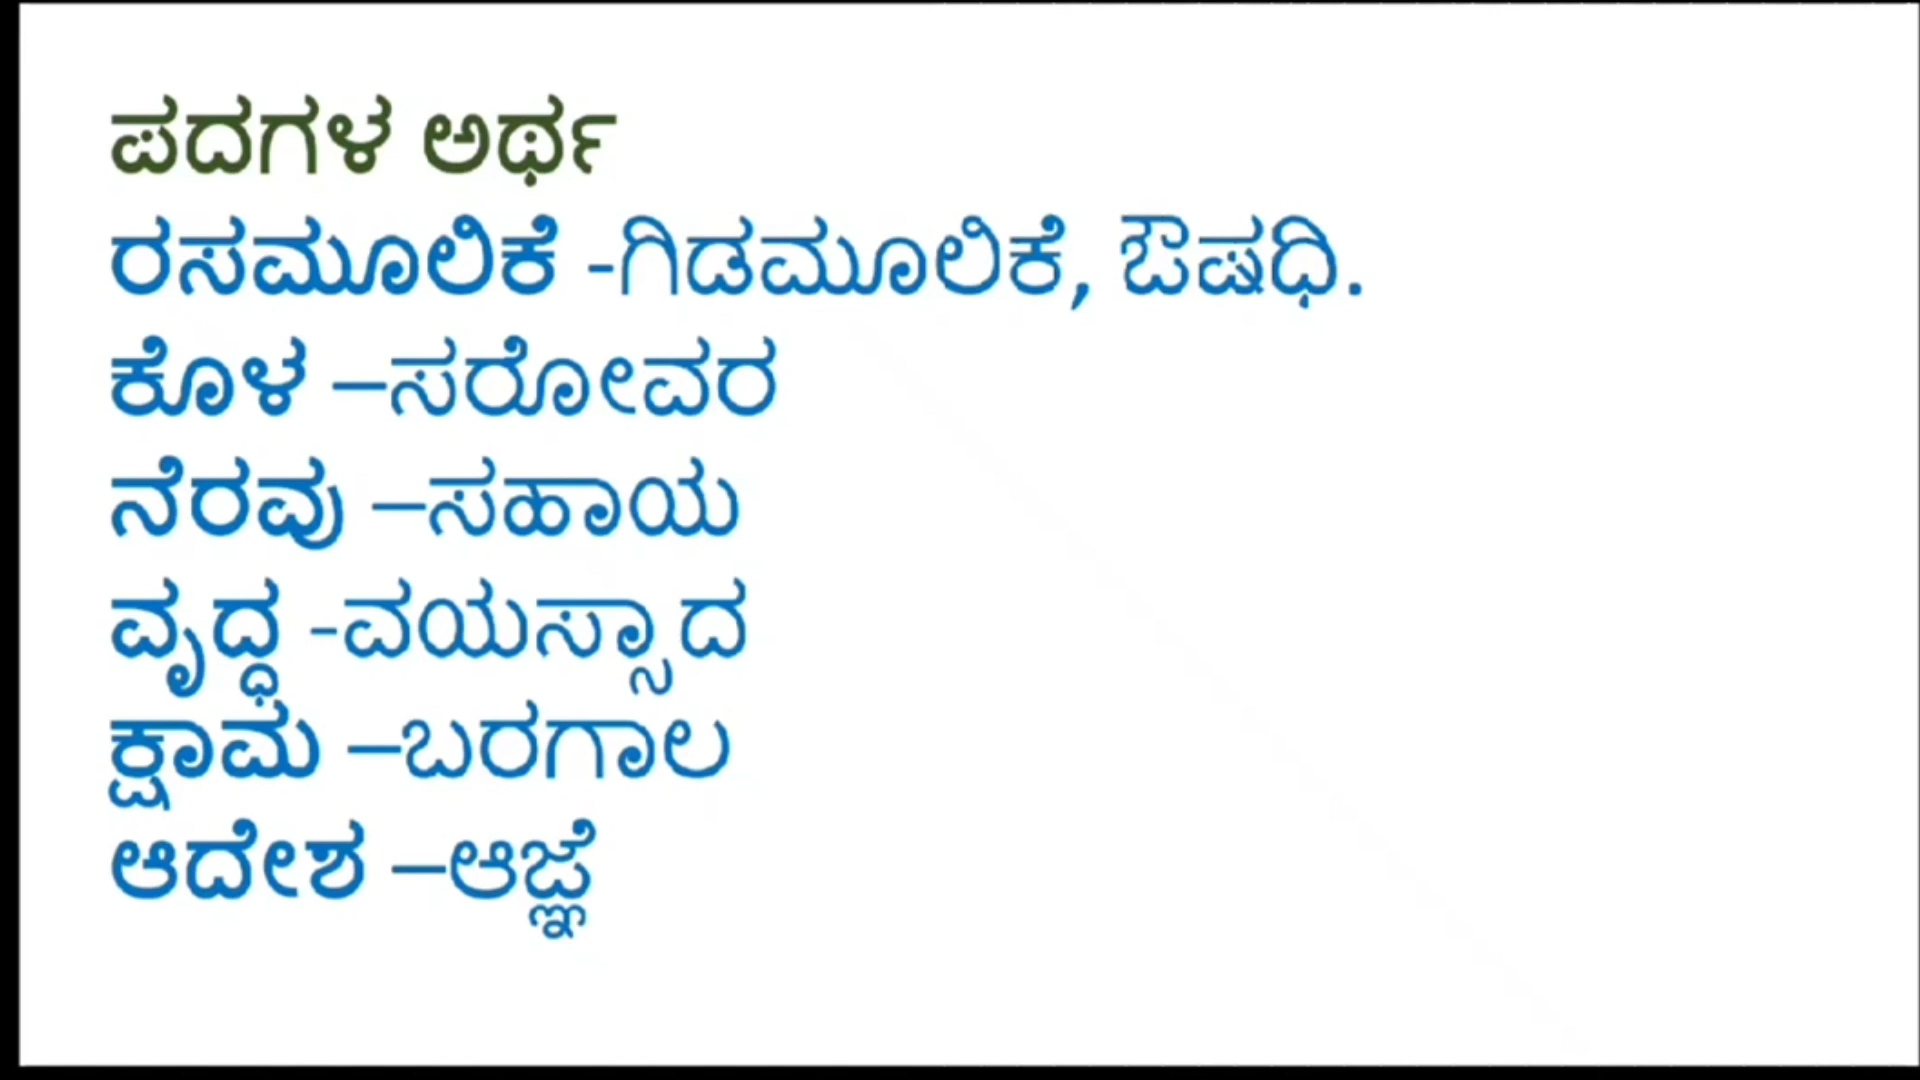 ಪದಗಳ ಅರ್ಥ
ರಸಮೂಲಿಕೆ -ಗಿಡಮೂಲಿಕೆ, ಔಷಧಿ.
ಕೊಳ –ಸರೋವರ
ನೆರವು –ಸಹಾಯ
ವೃದ್ಧ -ವಯಸ್ಸಾದ
ಕ್ಷಾಮ –ಬರಗಾಲ
ಆದೇಶ –ಆಜ್ಞೆ